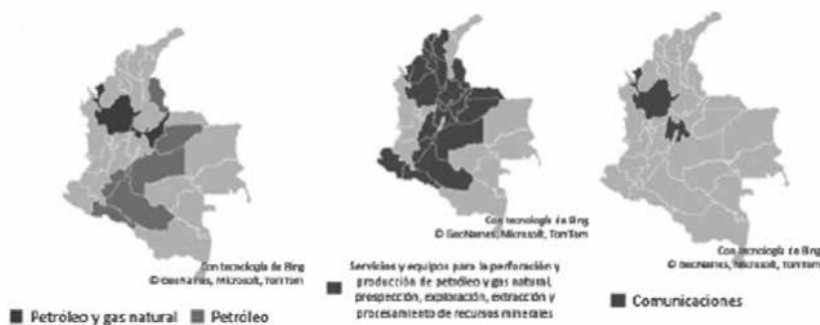 Con tecnología de Bing
© GeoNames, Microsoft, TomTom
Petróleo y gas natural
Petróleo
Con tecnología de Bing
© GeoNames, Microsoft, TomTom
Servicios y equipos para la perforación y
producción de petróleo y gas natural,
prospección, exploración, extracción y
procesamiento de recursos minerales
Con tecnología de Bing
© GeoNames, Microsoft, TomTom
Comunicaciones